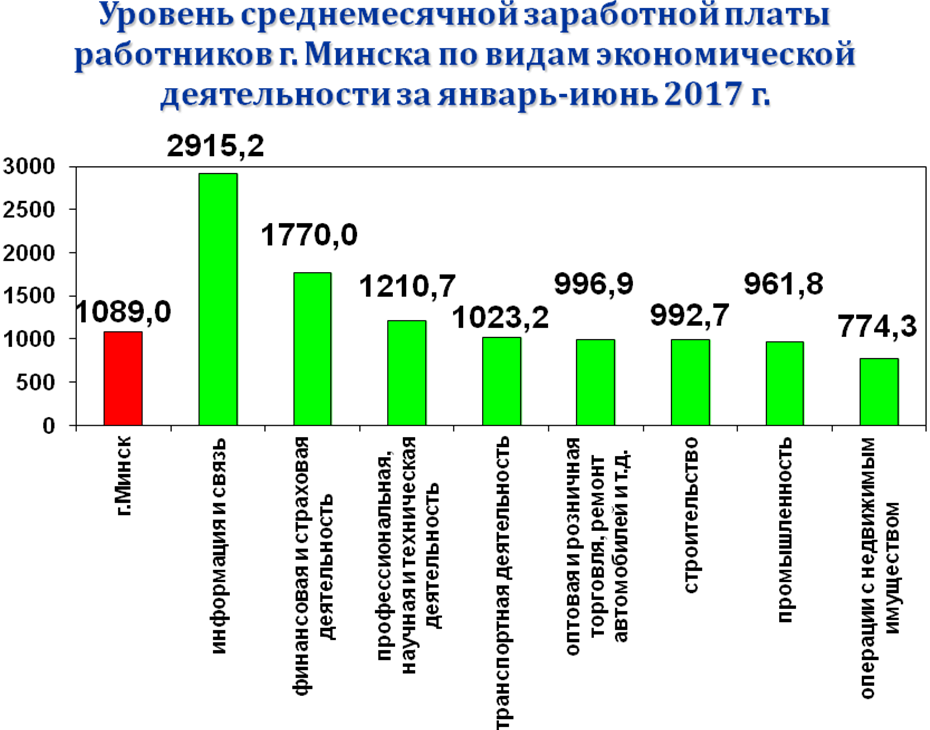 Уровень среднемесячной заработной платы
работников г. Минска по видам экономической
деятельности за январь-июнь 2017 г.
3000
2500
2000
1500
1000
500
0
1089,0
2915,2
1770,0
1210,7
1023,2
996,9
992,7
961,8
774,3
г.Минск
информация и связь
финансовая и страховая
деятельность
профессиональная,
научная и техническая
деятельность
транспортная деятельность
оптовая и розничная
торговля, ремонт
автомобилей и т.д.
строительство
промышленность
операции с недвижимым
имуществом